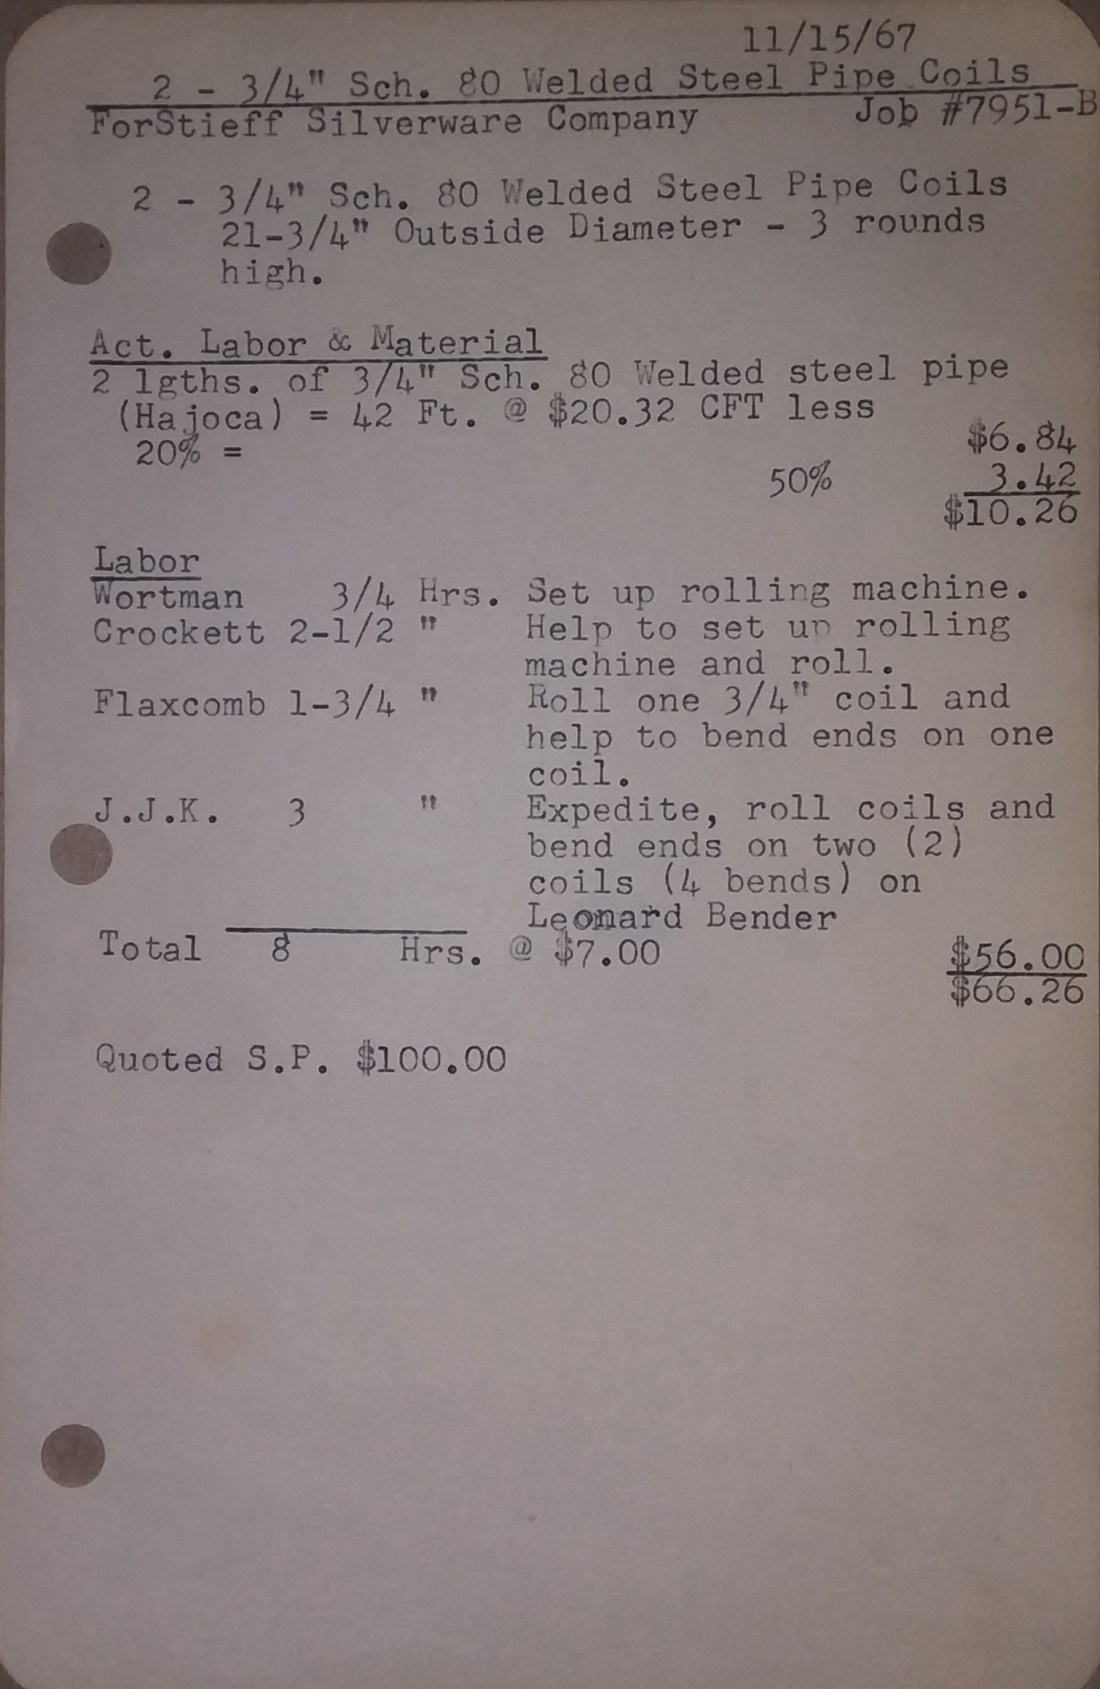 11/15/67
2 - 3/4" Sch. 80 Welded Steel Pipe Coils
ForStieff Silverware Company Job #7951-B
2 - 3/4" Sch. 80 Welded Steel Pipe Coils
21-3/4" Outside Diameter - 3 rounds
high.
Act. Labor & Material
2 lgths. of 3/4" Sch. 80 Welded steel pipe
(Hajoca) = 42 Ft. @ $20.32 CFT less
20% = $6.84
50% 3.42
$10.26
Labor
Wortman 3/4 Hrs. Set up rolling machine.
Crockett 2-1/2 " Help to set up rolling
machine and roll.
Flaxcomb 1-3/4 " Roll one 3/4" coil and
help to bend ends on one
coil.
J.J.K. 3 " Expedite, roll coils and
bend ends on two (2)
coils (4 bends) on
Leonard Bender
Total 8 Hrs. @ $7.00 $56.00
$66.26
Quoted S.P. $100.00